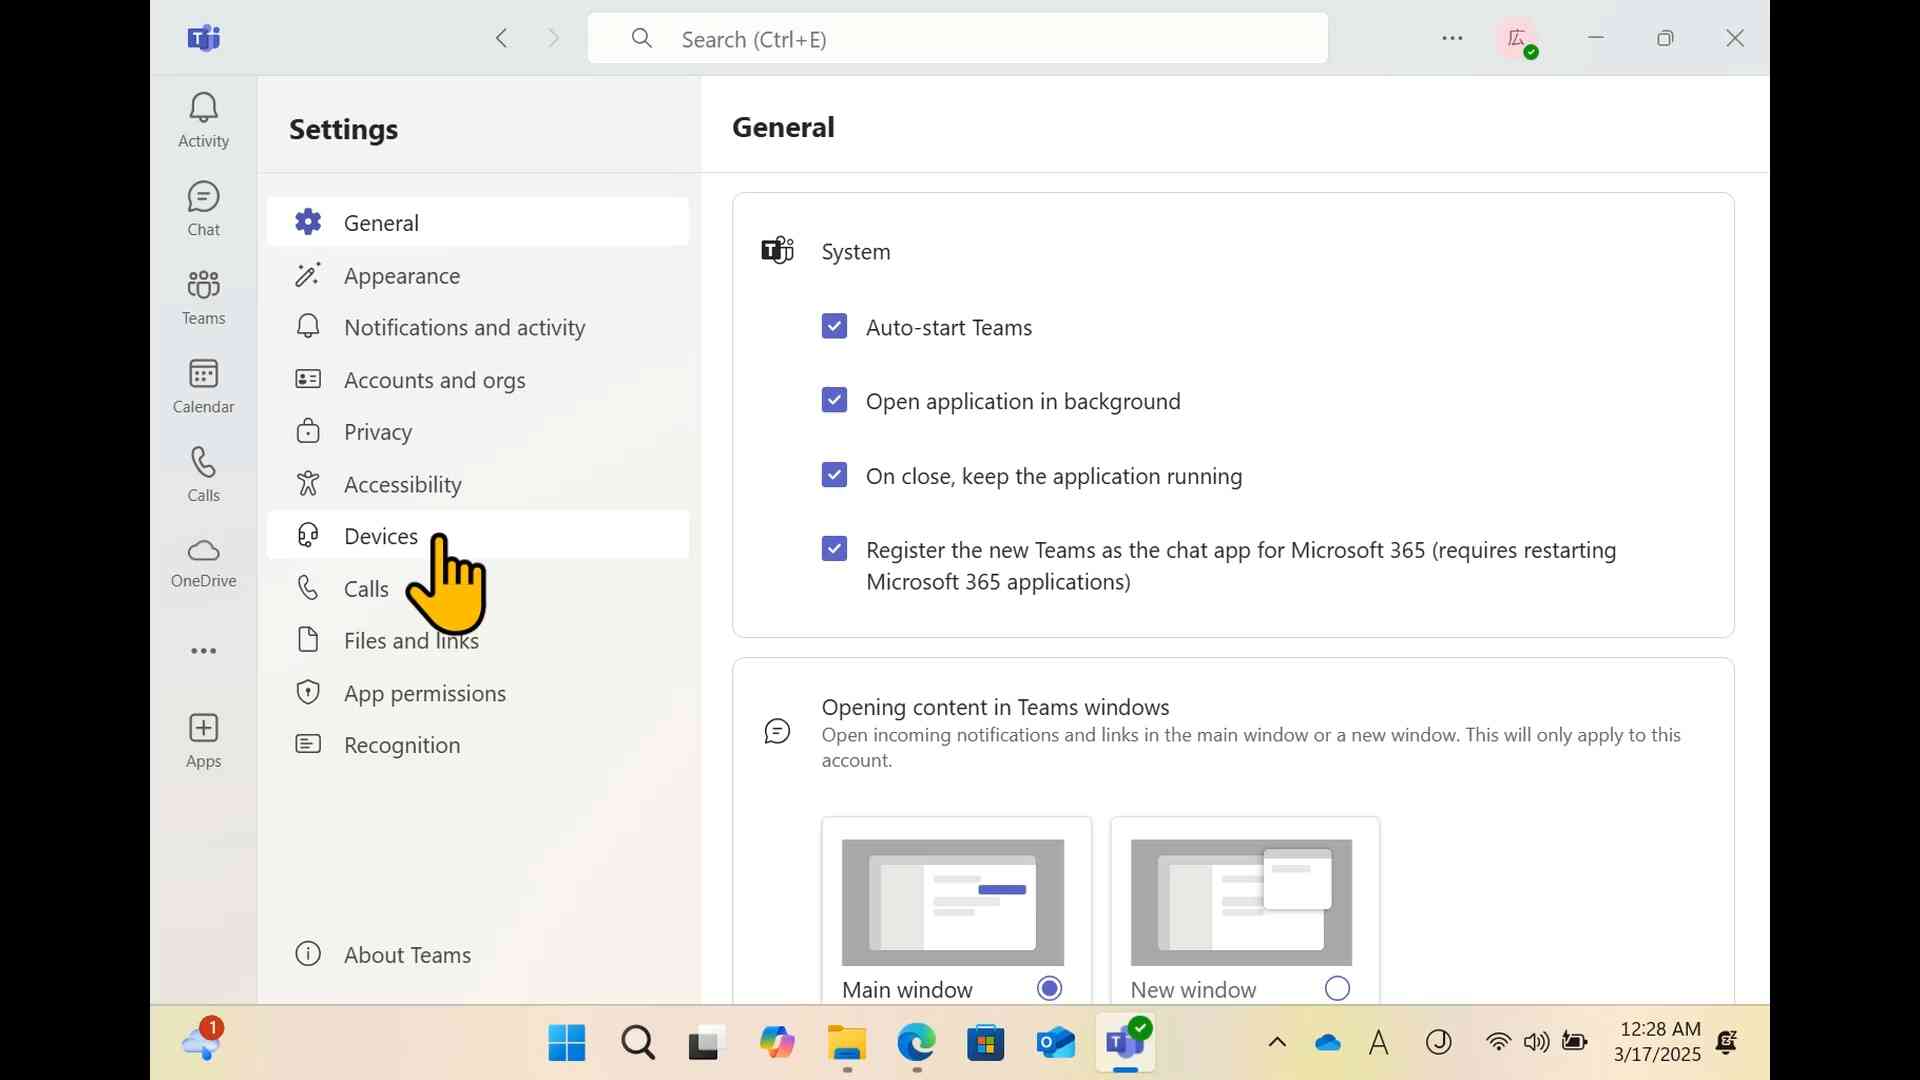 Search (Ctrl+E)
広
Activity
Chat
Teams
Calendar
Calls
OneDrive
Apps
Settings
General
Appearance
Notifications and activity
Accounts and orgs
Privacy
Accessibility
Devices
Calls
Files and links
App permissions
Recognition
About Teams
General
System
Auto-start Teams
Open application in background
On close, keep the application running
Register the new Teams as the chat app for Microsoft 365 (requires restarting
Microsoft 365 applications)
Opening content in Teams windows
Open incoming notifications and links in the main window or a new window. This will only apply to this
account.
Main window
New window
1
A
J
12:28 AM
3/17/2025